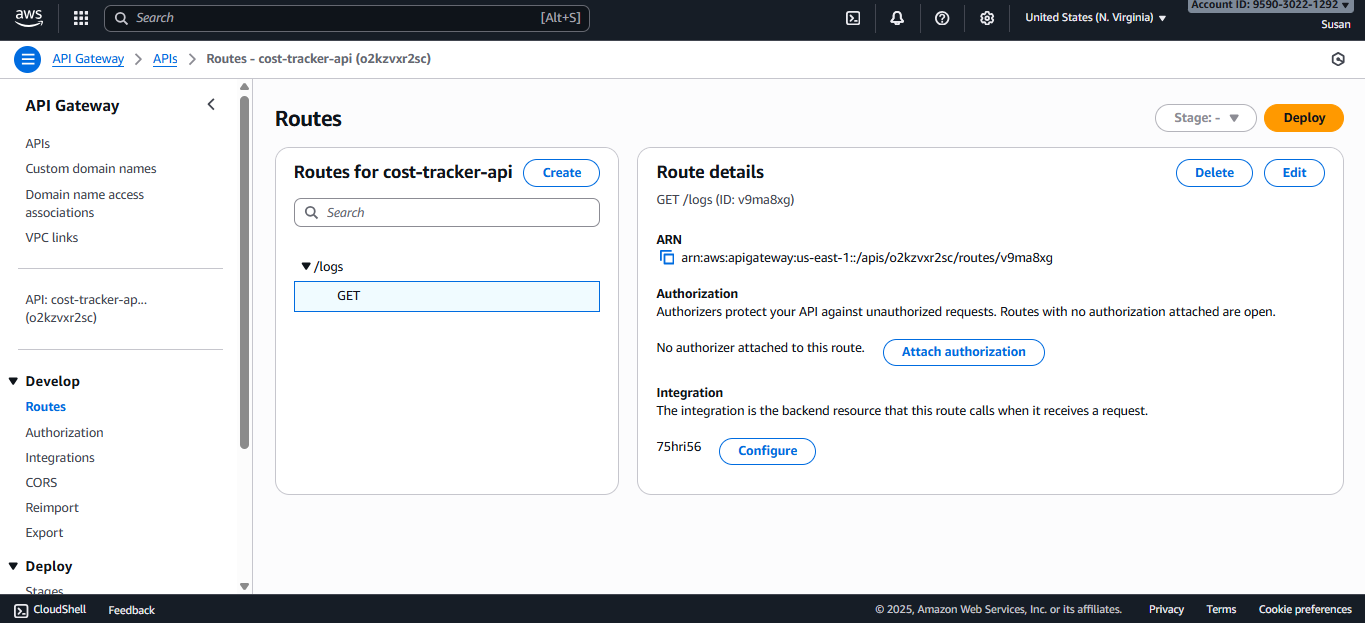 aws
Search [Alt+S]
United States (N. Virginia)
Account ID: 9590-3022-1292
Susan
API Gateway
APIs
Routes - cost-tracker-api (o2kzvxr2sc)
API Gateway
APIs
Custom domain names
Domain name access
associations
VPC links
API: cost-tracker-ap...
(o2kzvxr2sc)
Develop
Routes
Authorization
Integrations
CORS
Reimport
Export
Deploy
Stages
Routes
Stage: -
Deploy
Routes for cost-tracker-api
Create
Search
/logs
GET
Route details
Delete
Edit
GET /logs (ID: v9ma8xg)
ARN
arn:aws:apigateway:us-east-1::/apis/o2kzvxr2sc/routes/v9ma8xg
Authorization
Authorizers protect your API against unauthorized requests. Routes with no authorization attached are open.
No authorizer attached to this route.
Attach authorization
Integration
The integration is the backend resource that this route calls when it receives a request.
75hri56
Configure
CloudShell
Feedback
© 2025, Amazon Web Services, Inc. or its affiliates.
Privacy
Terms
Cookie preferences